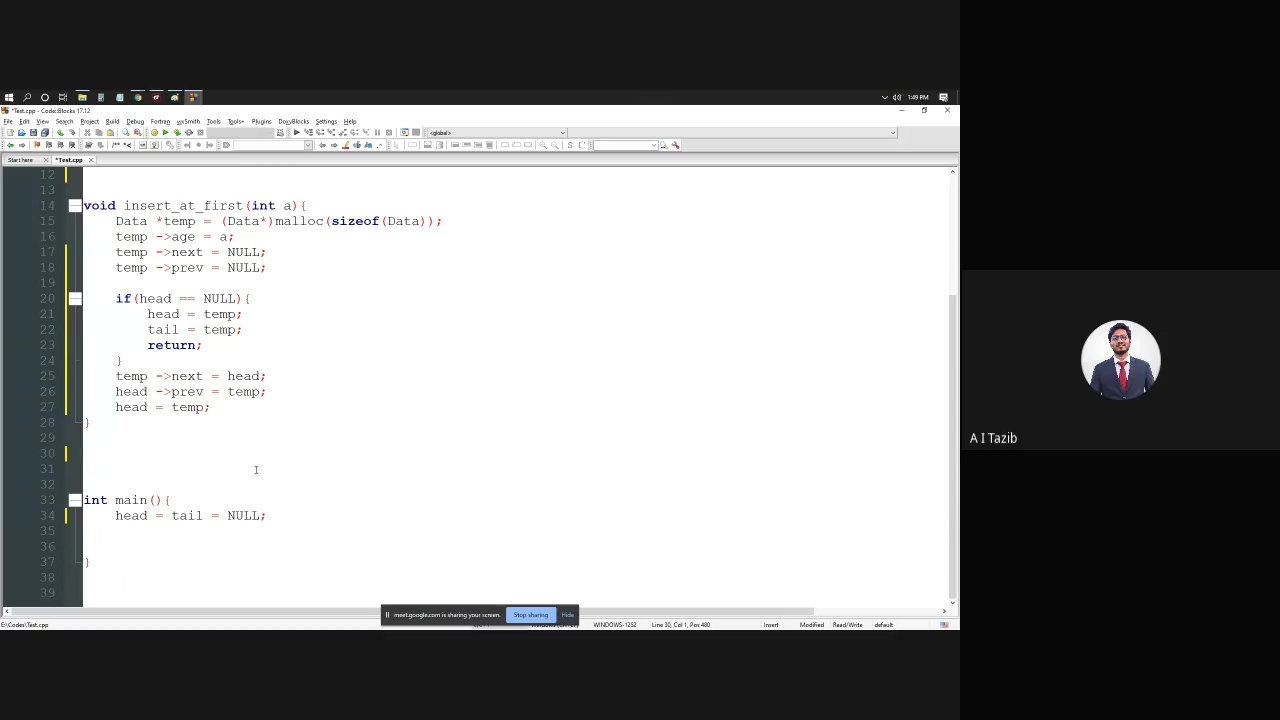 1:49 PM
*Test.cpp - Code::Blocks 17.12
File Edit View Search Project Build Debug Fortran wxSmith Tools Tools+ Plugins DoxyBlocks Settings Help
<global>
Start here *Test.cpp
12
13
14 void insert_at_first(int a){
15 Data *temp = (Data*)malloc(sizeof(Data));
16 temp ->age = a;
17 temp ->next = NULL;
18 temp ->prev = NULL;
19
20 if(head == NULL){
21 head = temp;
22 tail = temp;
23 return;
24 }
25 temp ->next = head;
26 head ->prev = temp;
27 head = temp;
28 }
29
30
31
32
33 int main(){
34 head = tail = NULL;
35
36
37 }
38
39
A I Tazib
meet.google.com is sharing your screen. Stop sharing Hide
E:\Codes\Test.cpp WINDOWS-1252 Line 30, Col 1, Pos 480 Insert Modified Read/Write default